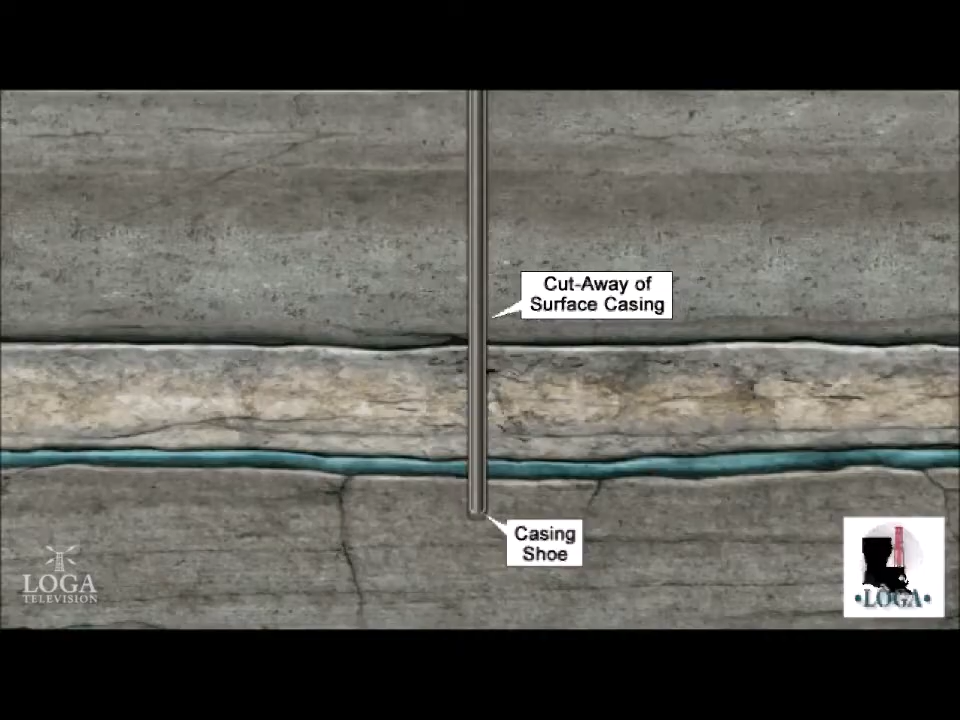 Cut-Away of
Surface Casing
Casing
Shoe
LOGA
TELEVISION
•LOGA•